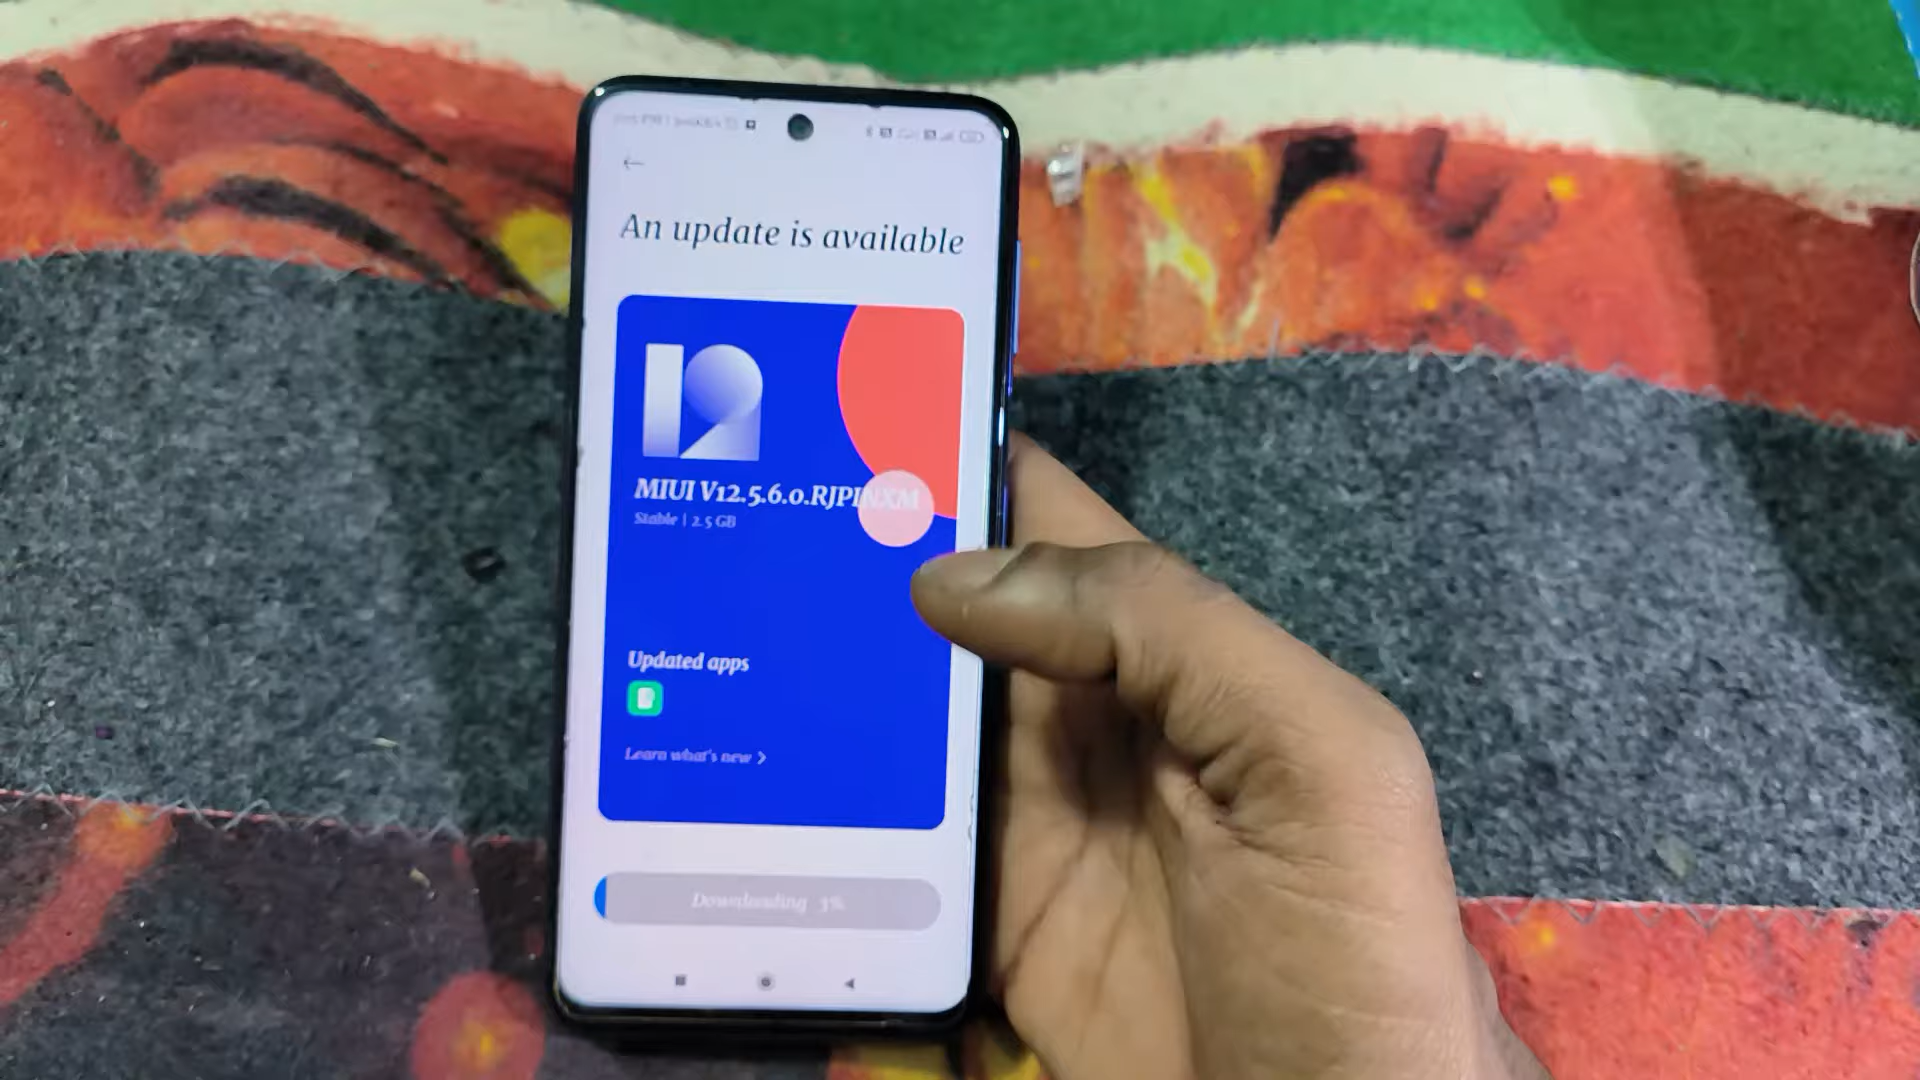 An update is available
12
MIUI V12.5.6.0.RJPINXM
Stable | 2.5 GB
Updated apps
Learn what's new >
Downloading 3%